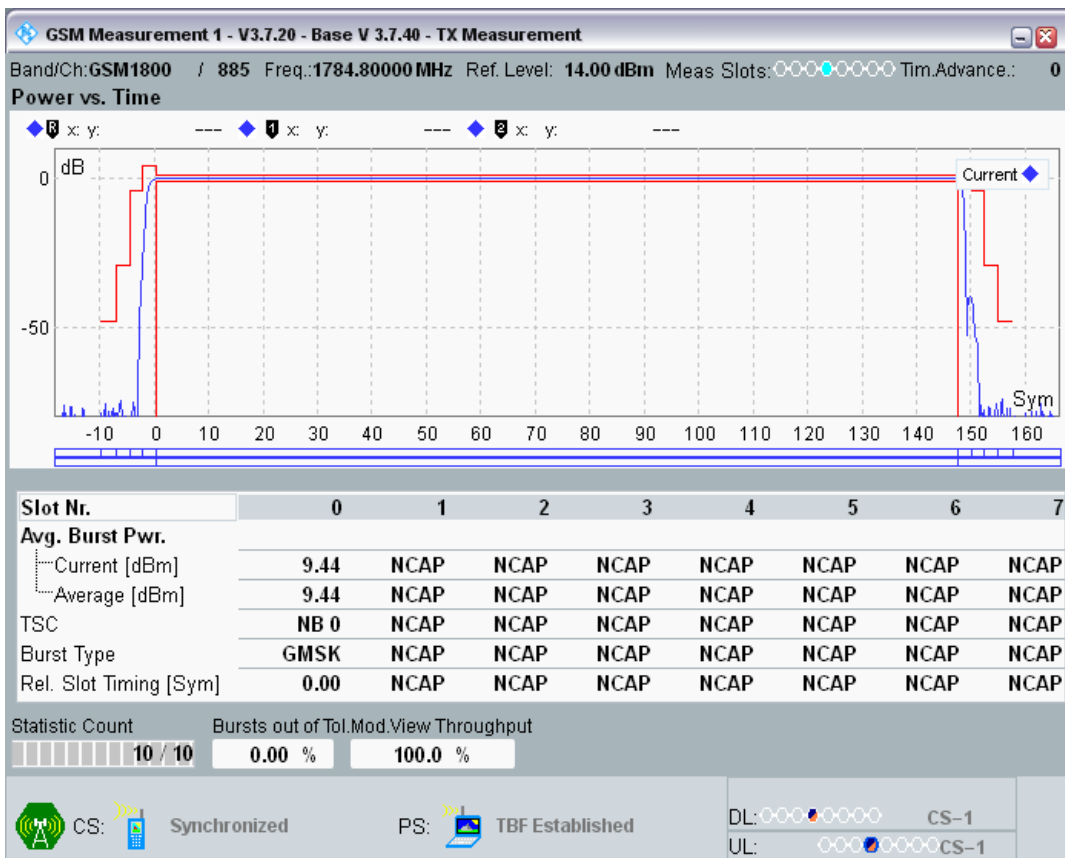 GSM Measurement 1 - V3.7.20 - Base V 3.7.40 - TX Measurement
Band/Ch:GSM1800 / 885 Freq.:1784.80000 MHz Ref. Level: 14.00 dBm Meas Slots: Tim.Advance.: 0
Power vs. Time
R x: y: --- 1 x: y: --- 2 x: y: ---
dB
Current
0
-50
Sym
-10 0 10 20 30 40 50 60 70 80 90 100 110 120 130 140 150 160
Slot Nr. 0 1 2 3 4 5 6 7
Avg. Burst Pwr.
Current [dBm] 9.44 NCAP NCAP NCAP NCAP NCAP NCAP NCAP
Average [dBm] 9.44 NCAP NCAP NCAP NCAP NCAP NCAP NCAP
TSC NB 0 NCAP NCAP NCAP NCAP NCAP NCAP NCAP
Burst Type GMSK NCAP NCAP NCAP NCAP NCAP NCAP NCAP
Rel. Slot Timing [Sym] 0.00 NCAP NCAP NCAP NCAP NCAP NCAP NCAP
Statistic Count Bursts out of Tol.Mod.View Throughput
10 / 10 0.00 % 100.0 %
CS: Synchronized PS: TBF Established DL: CS-1
UL: CS-1